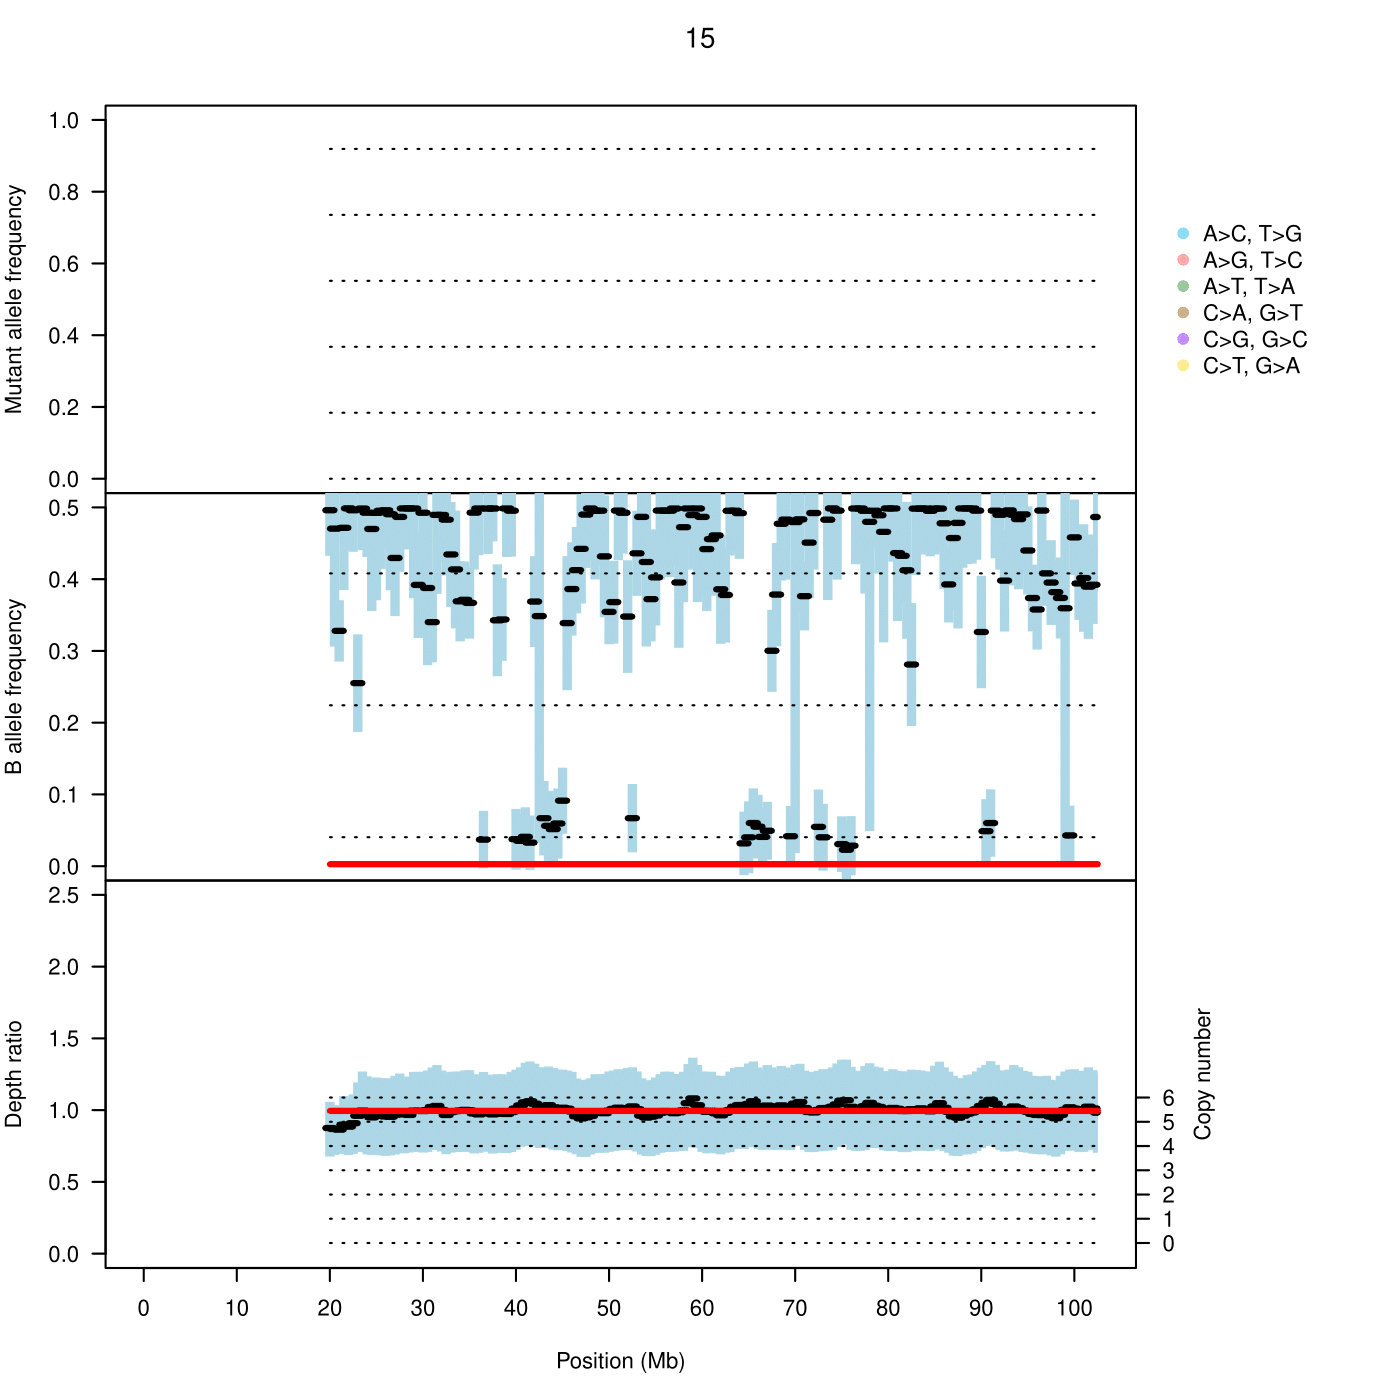 15
Mutant allele frequency
1.0
0.8
0.6
0.4
0.2
0.0
A>C, T>G
A>G, T>C
A>T, T>A
C>A, G>T
C>G, G>C
C>T, G>A
B allele frequency
0.5
0.4
0.3
0.2
0.1
0.0
Depth ratio
2.5
2.0
1.5
1.0
0.5
0.0
6
5
4
3
2
1
0
Copy number
0 10 20 30 40 50 60 70 80 90 100
Position (Mb)